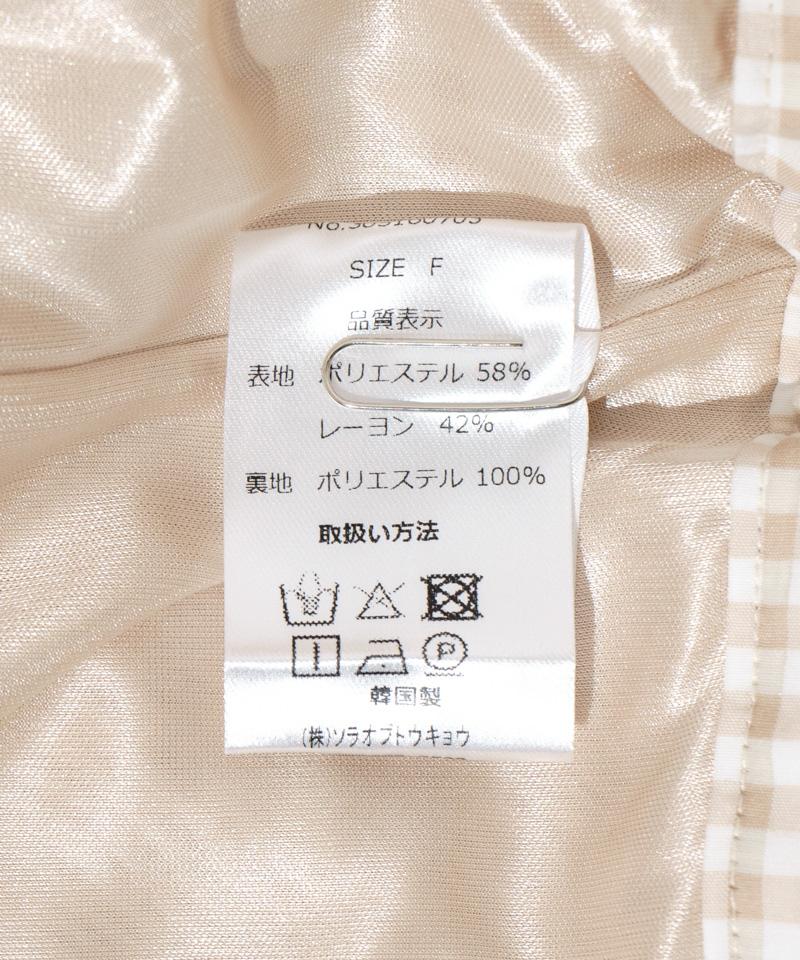 SIZE F
品質表示
表地 ポリエステル 58%
レーヨン 42%
裏地 ポリエステル 100%
取扱い方法
P
韓国製
(株)ソラオブトウキョウ